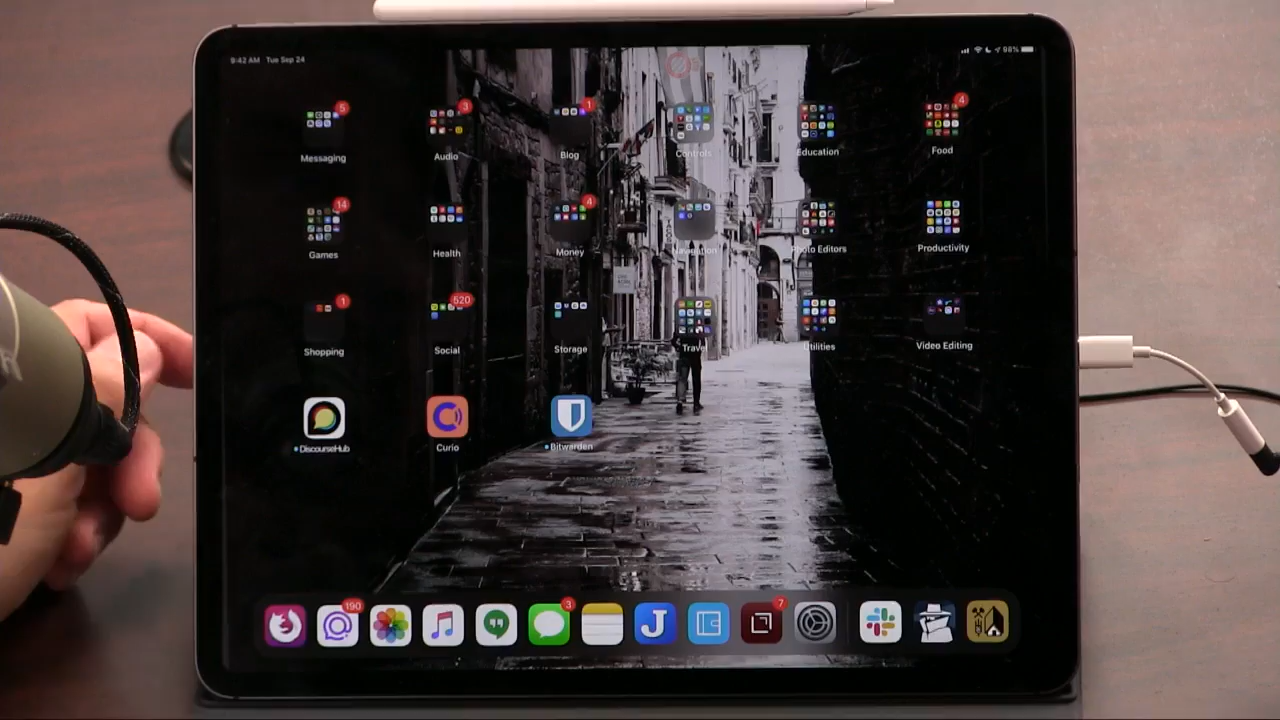 9:42 AM Tue Sep 24
98%
5
3
1
4
Messaging
Audio
Blog
Controls
Education
Food
14
4
Games
Health
Money
Navigation
Photo Editors
Productivity
1
520
Shopping
Social
Storage
Travel
Utilities
Video Editing
DiscourseHub
Curio
Bitwarden
190
3
7
J